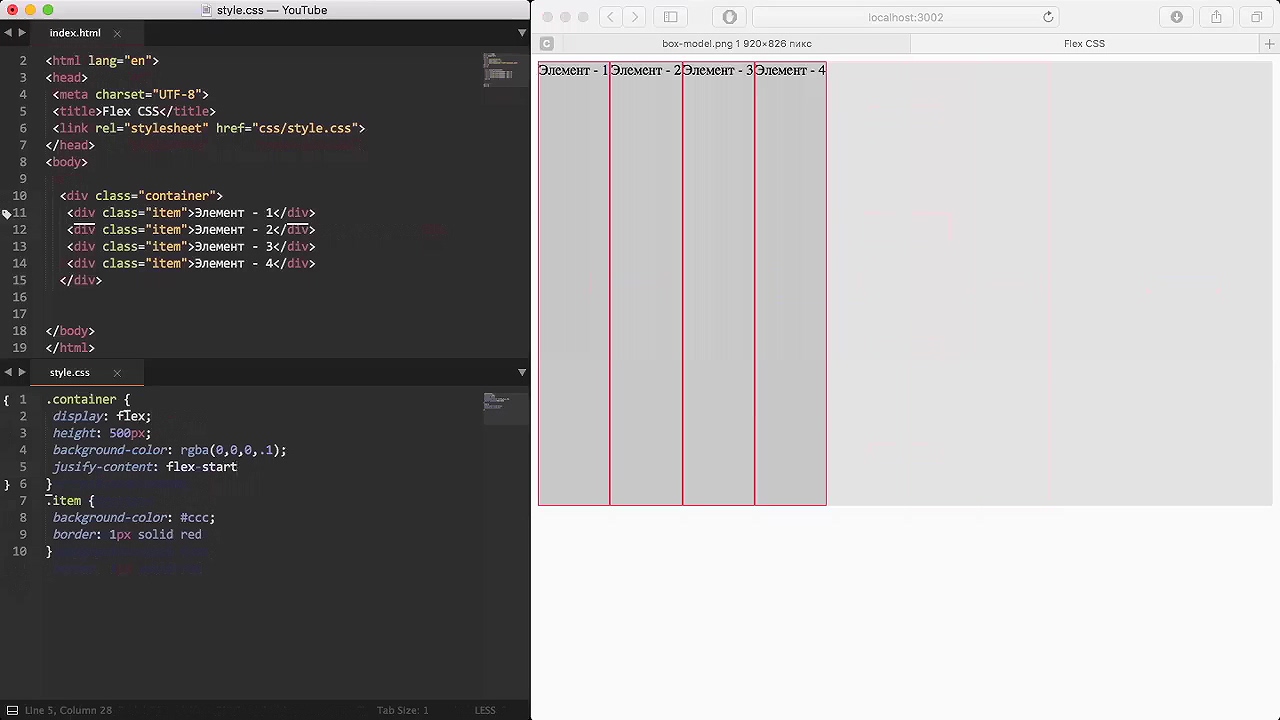 style.css — YouTube
index.html
2 <html lang="en">
3 <head>
4 <meta charset="UTF-8">
5 <title>Flex CSS</title>
6 <link rel="stylesheet" href="css/style.css">
7 </head>
8 <body>
9
10 <div class="container">
11 <div class="item">Элемент - 1</div>
12 <div class="item">Элемент - 2</div>
13 <div class="item">Элемент - 3</div>
14 <div class="item">Элемент - 4</div>
15 </div>
16
17
18 </body>
19 </html>
style.css
{ 1 .container {
2 display: flex;
3 height: 500px;
4 background-color: rgba(0,0,0,.1);
5 jusify-content: flex-start
} 6 }
7 .item {
8 background-color: #ccc;
9 border: 1px solid red
10 }
Line 5, Column 28
Tab Size: 1
LESS
localhost:3002
C
box-model.png 1 920×826 пикс
Flex CSS
Элемент - 1 Элемент - 2 Элемент - 3 Элемент - 4